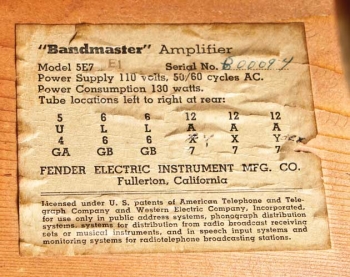 "Bandmaster" Amplifier
Model 5E7 E1 Serial No.
Power Supply 110 volts, 50/60 cycles AC.
Power Consumption 130 watts.
Tube locations left to right at rear:
5 6 6 12 12 12
U L L A A A
4 6 6 X X Y
GA GB GB 7 7 7
FENDER ELECTRIC INSTRUMENT MFG. CO.
Fullerton, California
Licensed under U. S. patents of American Telephone and Tele-
graph Company and Western Electric Company, Incorporated,
for use only in public address systems, phonograph distribution
systems, systems for distribution from radio broadcast receiving
sets or musical instruments, and in speech input systems and
monitoring systems for radiotelephone broadcasting stations.